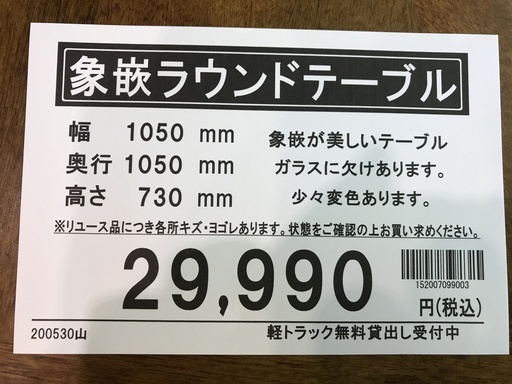 象嵌ラウンドテーブル
幅 1050 mm
奥行 1050 mm
高さ 730 mm
象嵌が美しいテーブル
ガラスに欠けあります。
少々変色あります。
※リユース品につき各所キズ・ヨゴレあります。状態をご確認の上お買い求めください。
29,990 円(税込)
152007099003
200530山
軽トラック無料貸出し受付中